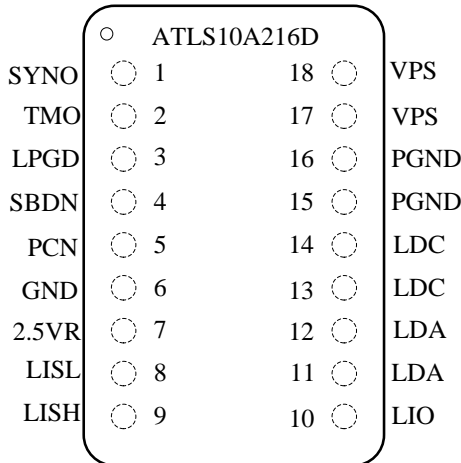 ATLS10A216D
SYNO 1 18 VPS
TMO 2 17 VPS
LPGD 3 16 PGND
SBDN 4 15 PGND
PCN 5 14 LDC
GND 6 13 LDC
2.5VR 7 12 LDA
LISL 8 11 LDA
LISH 9 10 LIO